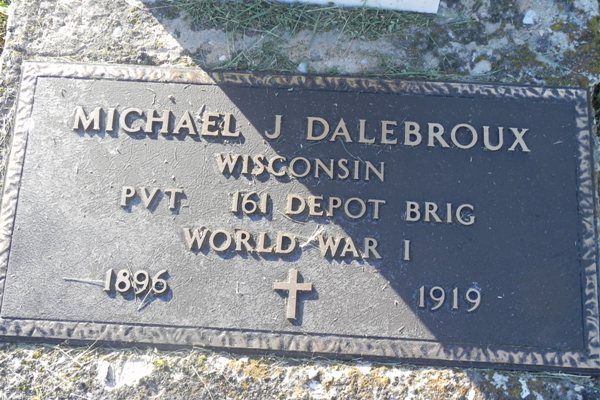 MICHAEL J DALEBROUX
WISCONSIN
PVT 161 DEPOT BRIG
WORLD WAR I
1896 1919